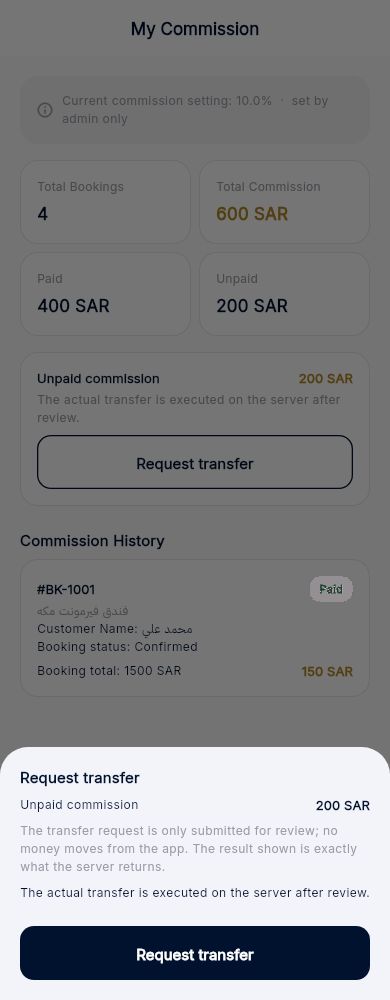 My Commission
Current commission setting: 10.0% · set by
admin only
Total Bookings
4
Total Commission
600 SAR
Paid
400 SAR
Unpaid
200 SAR
Unpaid commission
200 SAR
The actual transfer is executed on the server after
review.
Request transfer
Commission History
#BK-1001
Paid
فندق فيرمونت مكه
Customer Name: محمد علي
Booking status: Confirmed
Booking total: 1500 SAR
150 SAR
Request transfer
Unpaid commission
200 SAR
The transfer request is only submitted for review; no
money moves from the app. The result shown is exactly
what the server returns.
The actual transfer is executed on the server after review.
Request transfer